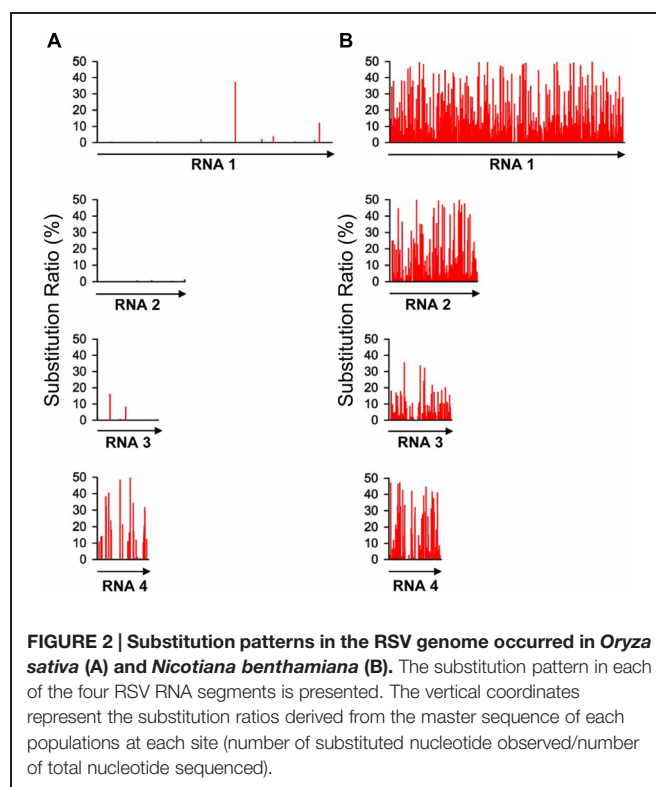 A
B
Substitution Ratio (%)
50
40
30
20
10
0
RNA 1
50
40
30
20
10
0
RNA 2
50
40
30
20
10
0
RNA 3
50
40
30
20
10
0
RNA 4
Substitution Ratio (%)
50
40
30
20
10
0
RNA 1
50
40
30
20
10
0
RNA 2
50
40
30
20
10
0
RNA 3
50
40
30
20
10
0
RNA 4
FIGURE 2 | Substitution patterns in the RSV genome occurred in Oryza
sativa (A) and Nicotiana benthamiana (B). The substitution pattern in each
of the four RSV RNA segments is presented. The vertical coordinates
represent the substitution ratios derived from the master sequence of each
populations at each site (number of substituted nucleotide observed/number
of total nucleotide sequenced).